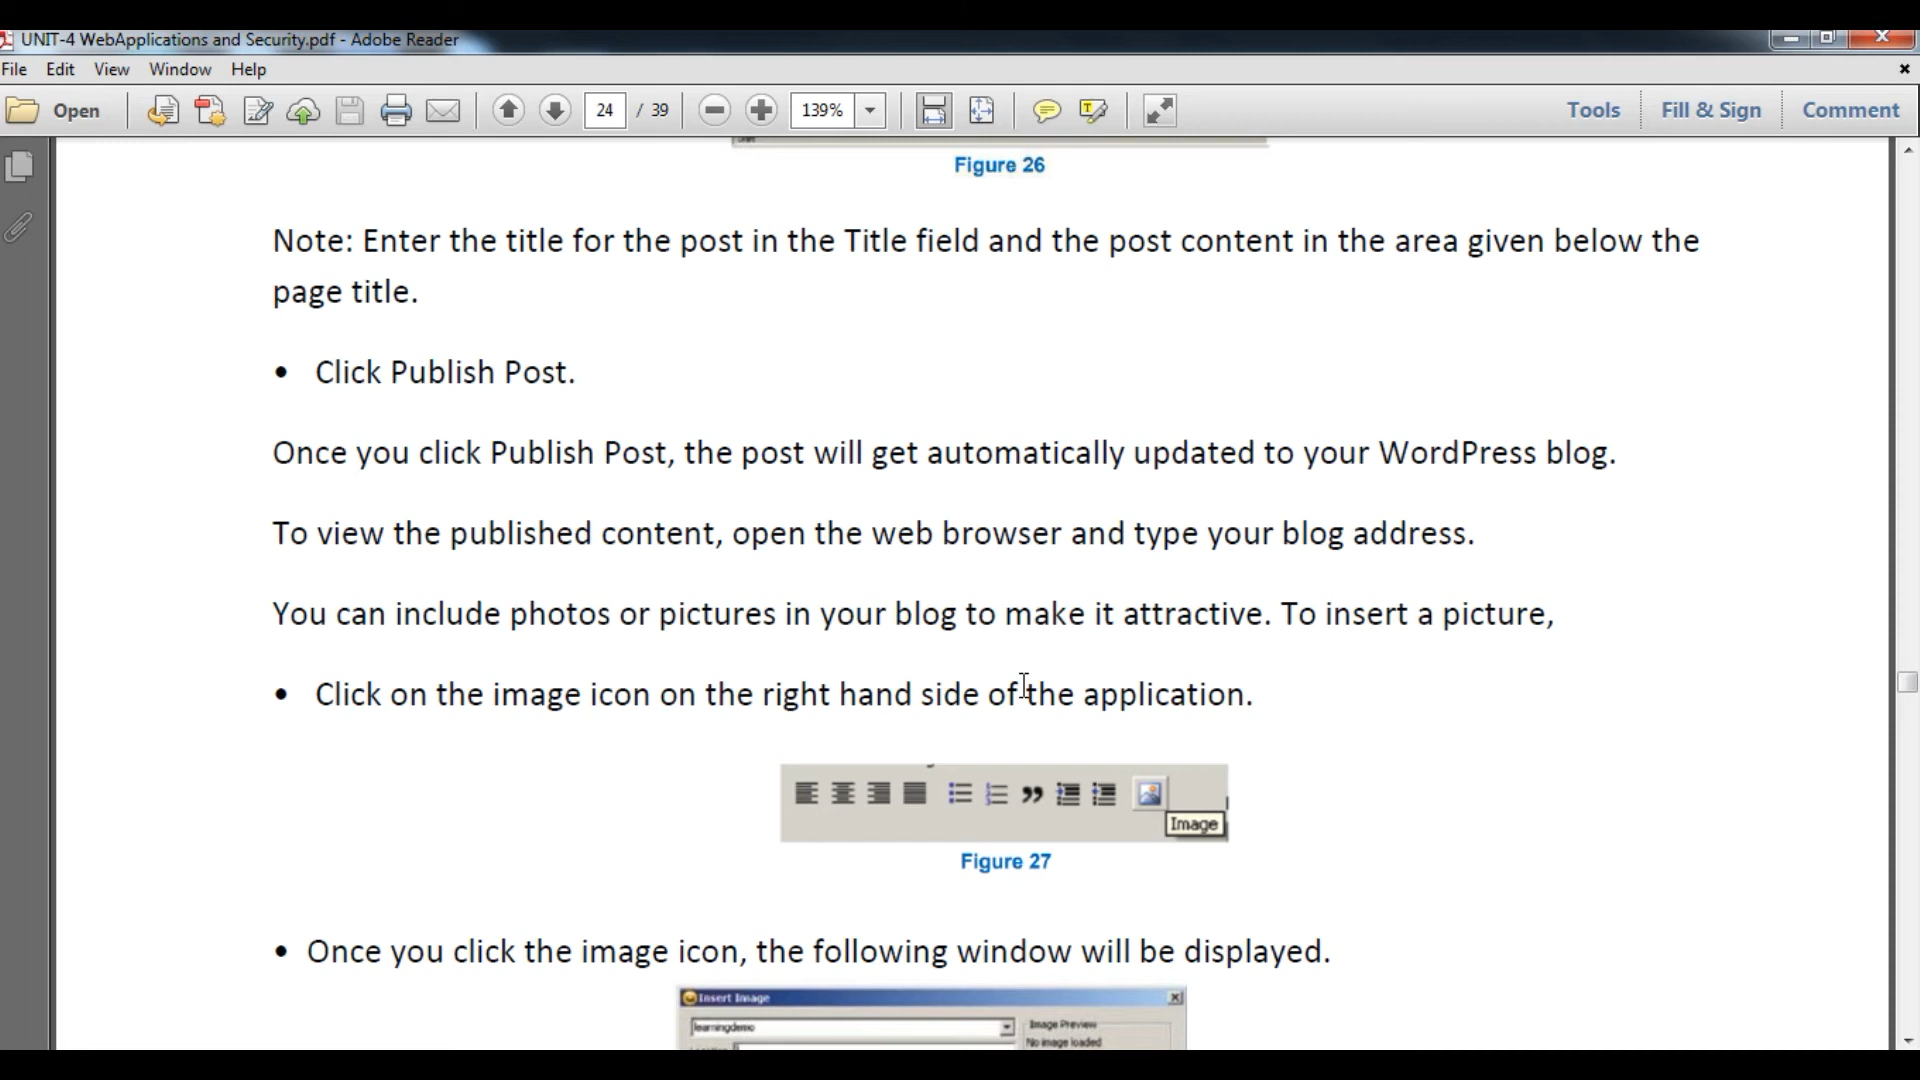 UNIT-4 WebApplications and Security.pdf - Adobe Reader
File Edit View Window Help
Open 24 / 39 139% Tools Fill & Sign Comment
Figure 26
Note: Enter the title for the post in the Title field and the post content in the area given below the
page title.
• Click Publish Post.
Once you click Publish Post, the post will get automatically updated to your WordPress blog.
To view the published content, open the web browser and type your blog address.
You can include photos or pictures in your blog to make it attractive. To insert a picture,
• Click on the image icon on the right hand side of the application.
Image
Figure 27
• Once you click the image icon, the following window will be displayed.
Insert Image
learningdemo
Image Preview
No image loaded